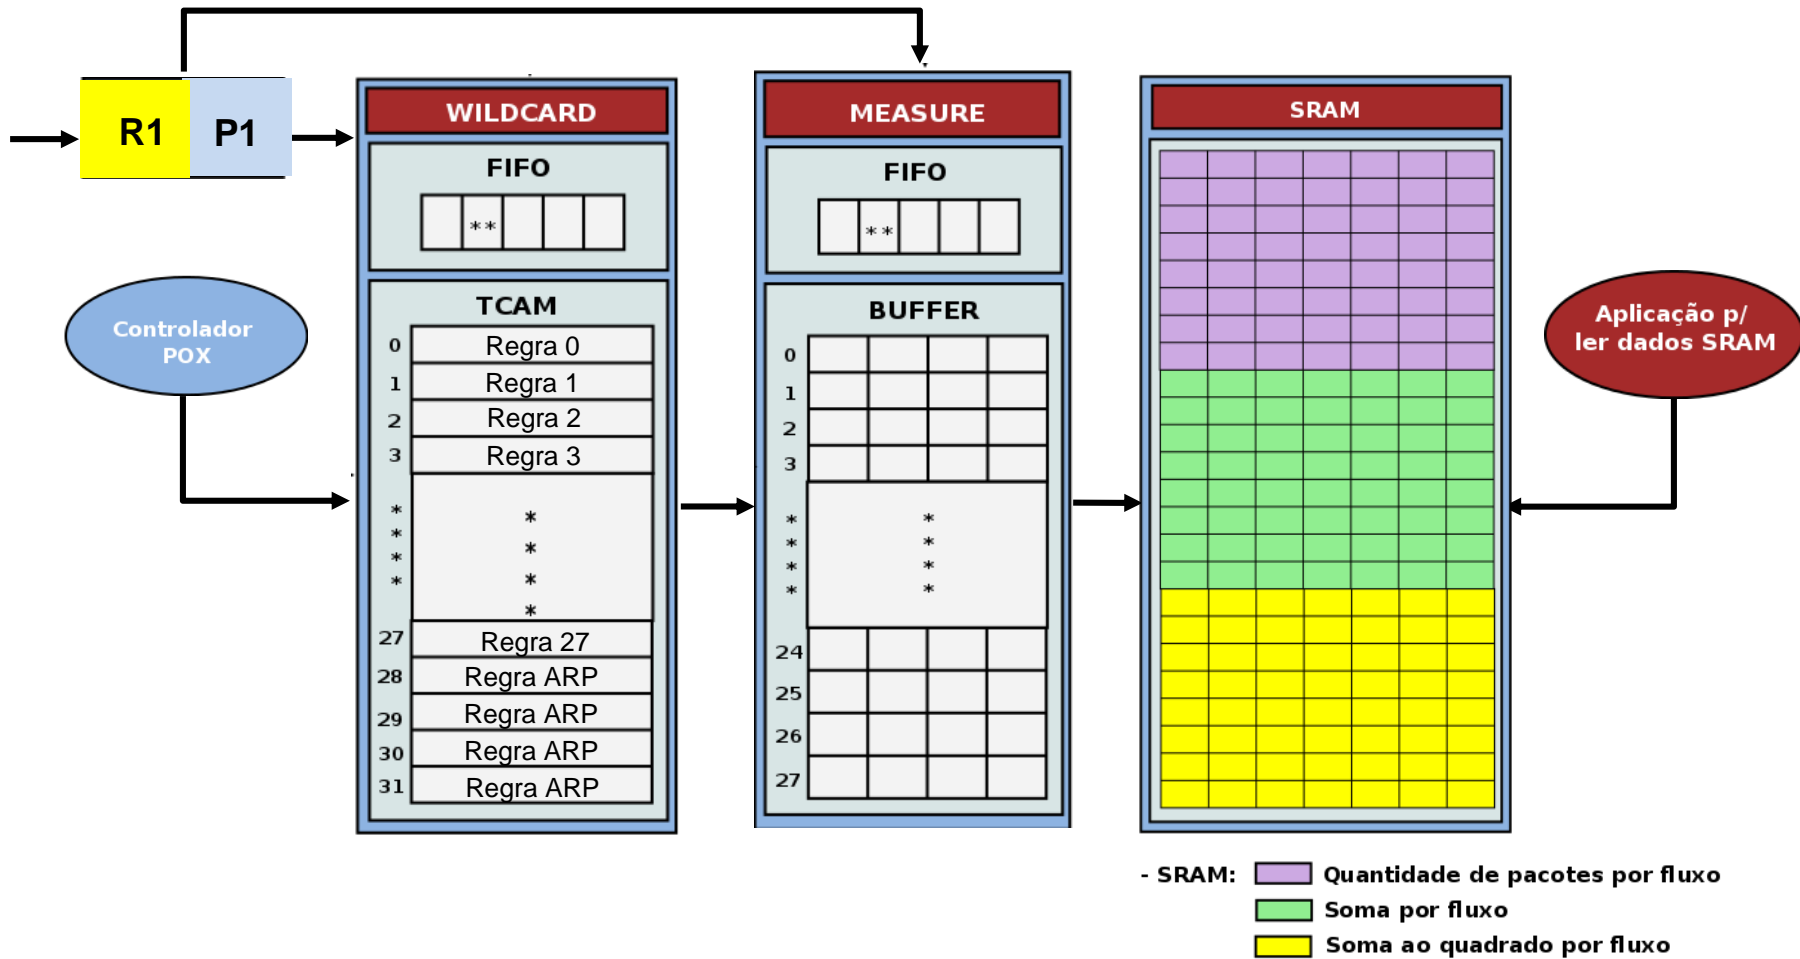 R1 P1
WILDCARD
FIFO
**
TCAM
0 Regra 0
1 Regra 1
2 Regra 2
3 Regra 3
* *
* *
* *
* *
27 Regra 27
28 Regra ARP
29 Regra ARP
30 Regra ARP
31 Regra ARP
Controlador
POX
MEASURE
FIFO
**
BUFFER
0
1
2
3
* *
* *
* *
* *
24
25
26
27
SRAM
Aplicação p/
ler dados SRAM
- SRAM: Quantidade de pacotes por fluxo
Soma por fluxo
Soma ao quadrado por fluxo